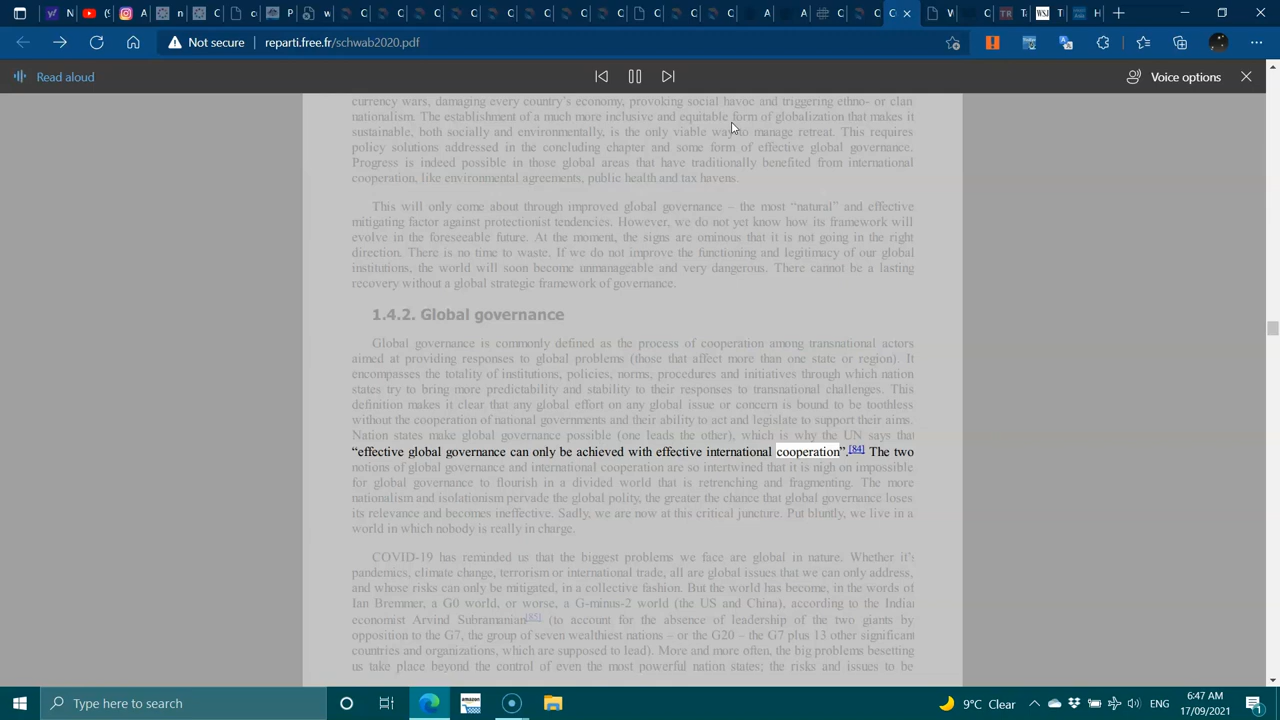 Not secure
reparti.free.fr/schwab2020.pdf
Read aloud
Voice options
currency wars, damaging every country's economy, provoking social havoc and triggering ethno- or clan
nationalism. The establishment of a much more inclusive and equitable form of globalization that makes it
sustainable, both socially and environmentally, is the only viable way to manage retreat. This requires
policy solutions addressed in the concluding chapter and some form of effective global governance.
Progress is indeed possible in those global areas that have traditionally benefited from international
cooperation, like environmental agreements, public health and tax havens.
This will only come about through improved global governance – the most “natural” and effective
mitigating factor against protectionist tendencies. However, we do not yet know how its framework will
evolve in the foreseeable future. At the moment, the signs are ominous that it is not going in the right
direction. There is no time to waste. If we do not improve the functioning and legitimacy of our global
institutions, the world will soon become unmanageable and very dangerous. There cannot be a lasting
recovery without a global strategic framework of governance.
1.4.2. Global governance
Global governance is commonly defined as the process of cooperation among transnational actors
aimed at providing responses to global problems (those that affect more than one state or region). It
encompasses the totality of institutions, policies, norms, procedures and initiatives through which nation
states try to bring more predictability and stability to their responses to transnational challenges. This
definition makes it clear that any global effort on any global issue or concern is bound to be toothless
without the cooperation of national governments and their ability to act and legislate to support their aims.
Nation states make global governance possible (one leads the other), which is why the UN says that
“effective global governance can only be achieved with effective international cooperation”.[84] The two
notions of global governance and international cooperation are so intertwined that it is nigh on impossible
for global governance to flourish in a divided world that is retrenching and fragmenting. The more
nationalism and isolationism pervade the global polity, the greater the chance that global governance loses
its relevance and becomes ineffective. Sadly, we are now at this critical juncture. Put bluntly, we live in a
world in which nobody is really in charge.
COVID-19 has reminded us that the biggest problems we face are global in nature. Whether it's
pandemics, climate change, terrorism or international trade, all are global issues that we can only address,
and whose risks can only be mitigated, in a collective fashion. But the world has become, in the words of
Ian Bremmer, a G0 world, or worse, a G-minus-2 world (the US and China), according to the Indian
economist Arvind Subramanian[85] (to account for the absence of leadership of the two giants by
opposition to the G7, the group of seven wealthiest nations – or the G20 – the G7 plus 13 other significant
countries and organizations, which are supposed to lead). More and more often, the big problems besetting
us take place beyond the control of even the most powerful nation states; the risks and issues to be
Type here to search
amazon
9°C Clear
ENG
6:47 AM
17/09/2021